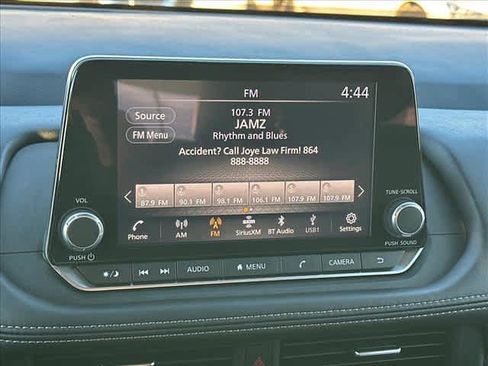 FM 4:44
107.3 FM
Source
JAMZ
FM Menu
Rhythm and Blues
Accident? Call Joye Law Firm! 864
888-8888
87.9 FM 90.1 FM 98.1 FM 106.1 FM 107.9 FM 107.9 FM
VOL
TUNE·SCROLL
Phone AM FM SiriusXM BT Audio USB1 Settings
PUSH
PUSH SOUND
AUDIO MENU CAMERA